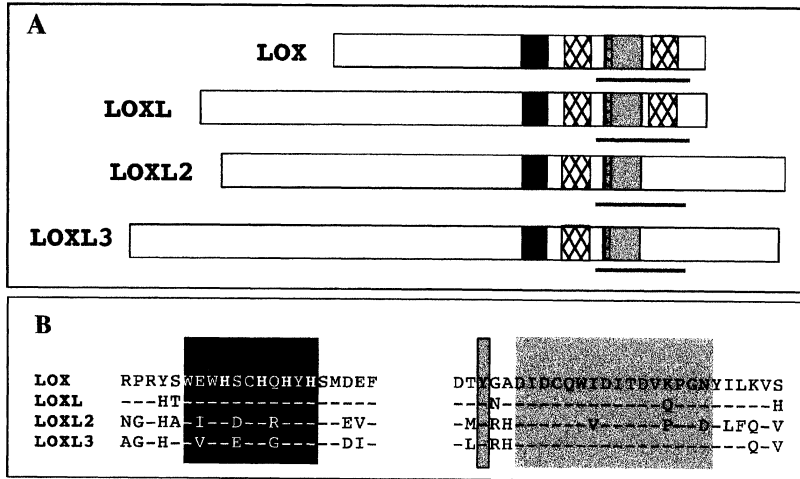 A
LOX
LOXL
LOXL2
LOXL3
B
LOX RPRYSWEWHSCHQHYHSMDEF DTYGADIDCQWIDITDVKPGNYILKVS
LOXL ---HT---------------- ---N--------------Q---------H
LOXL2 NG-HA-I--D--R-----EV- -M-RH-------V-----P--D-LFQ-V
LOXL3 AG-H--V--E--G-----DI- -L-RH-------------------Q-V